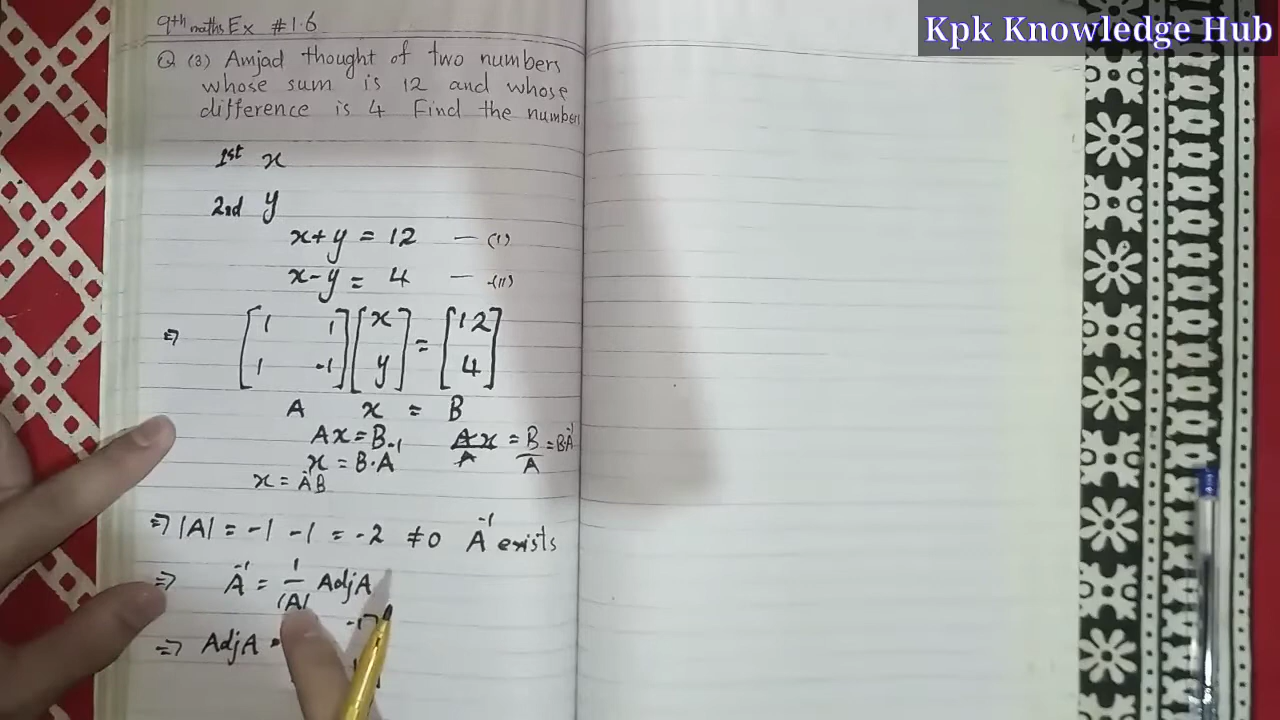 Kpk Knowledge Hub
9th maths Ex # 1.6
Q (3) Amjad thought of two numbers
whose sum is 12 and whose
difference is 4 Find the numbers
1st x
2nd y
x+y = 12 — (I)
x-y = 4 — (II)
⇒ [1 1; 1 -1] [x; y] = [12; 4]
A x = B
Ax = B Ax/A = B/A = BA⁻¹
x = B·A⁻¹
x = A⁻¹B
⇒ |A| = -1 -1 = -2 ≠0 A⁻¹ exists
⇒ A⁻¹ = 1/|A| AdjA
⇒ AdjA = -1